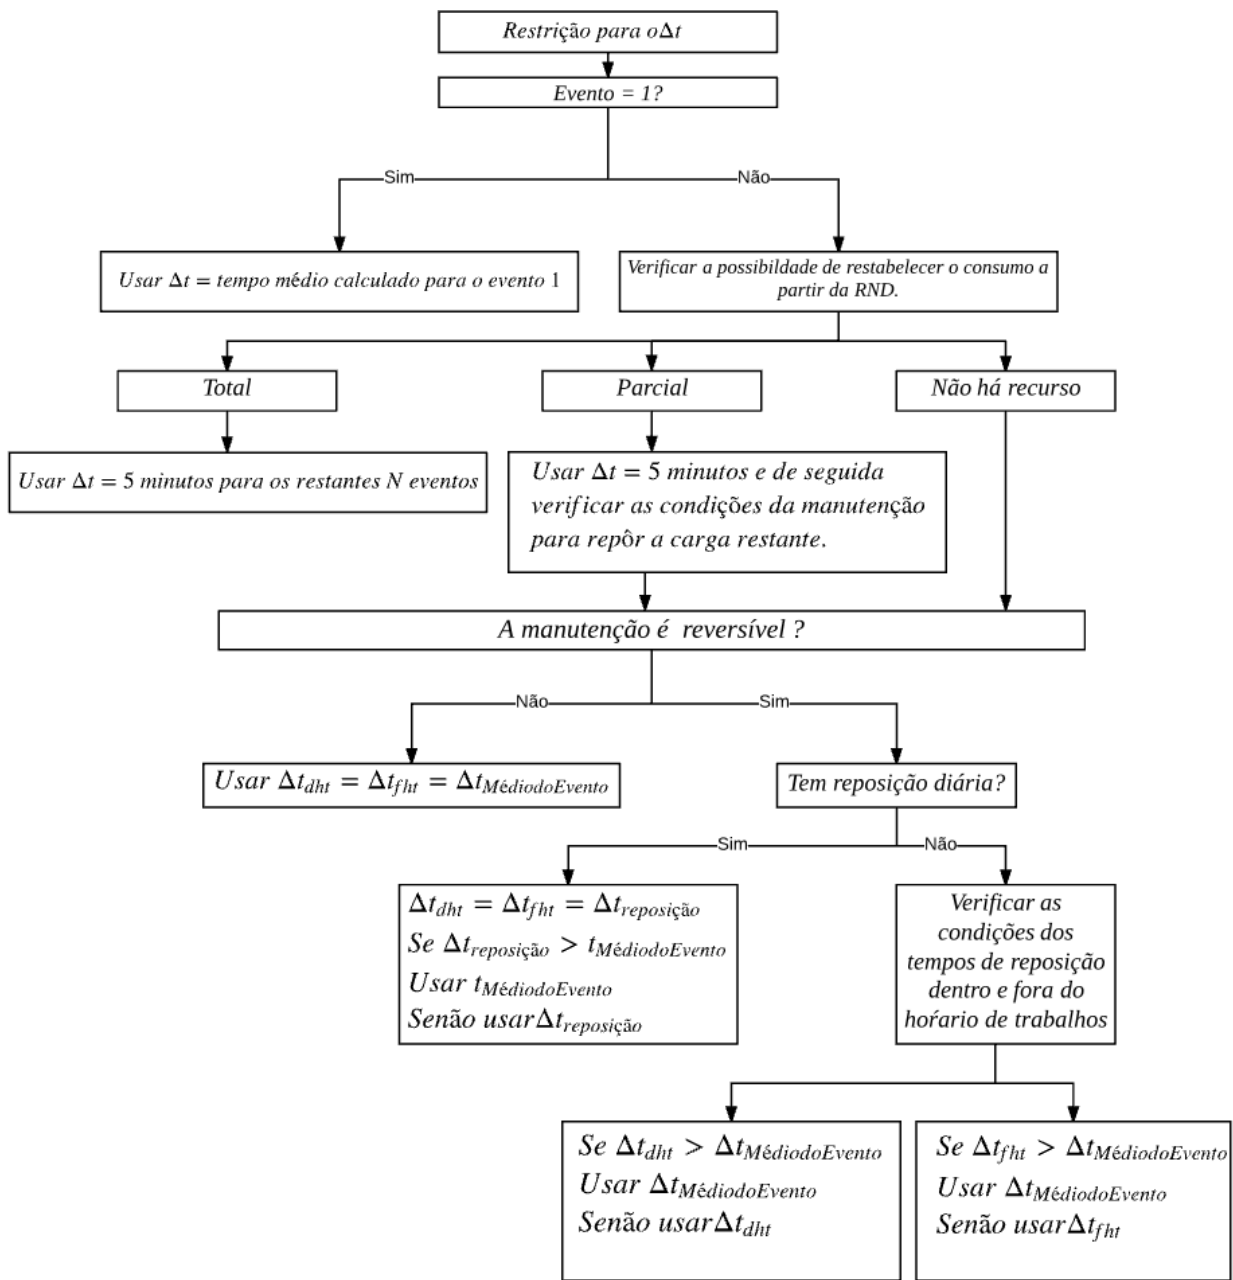 Restrição para oΔt
Evento = 1?
Sim
Não
Usar Δt = tempo médio calculado para o evento 1
Verificar a possibildade de restabelecer o consumo a
partir da RND.
Total
Parcial
Não há recurso
Usar Δt = 5 minutos para os restantes N eventos
Usar Δt = 5 minutos e de seguida
verificar as condições da manutenção
para repôr a carga restante.
A manutenção é reversível ?
Não
Sim
Usar Δt_dht = Δt_fht = Δt_MédiodoEvento
Tem reposição diária?
Sim
Não
Δt_dht = Δt_fht = Δt_reposição
Se Δt_reposição > t_MédiodoEvento
Usar t_MédiodoEvento
Senão usarΔt_reposição
Verificar as
condições dos
tempos de reposição
dentro e fora do
hoŕario de trabalhos
Se Δt_dht > Δt_MédiodoEvento
Usar Δt_MédiodoEvento
Senão usarΔt_dht
Se Δt_fht > Δt_MédiodoEvento
Usar Δt_MédiodoEvento
Senão usarΔt_fht